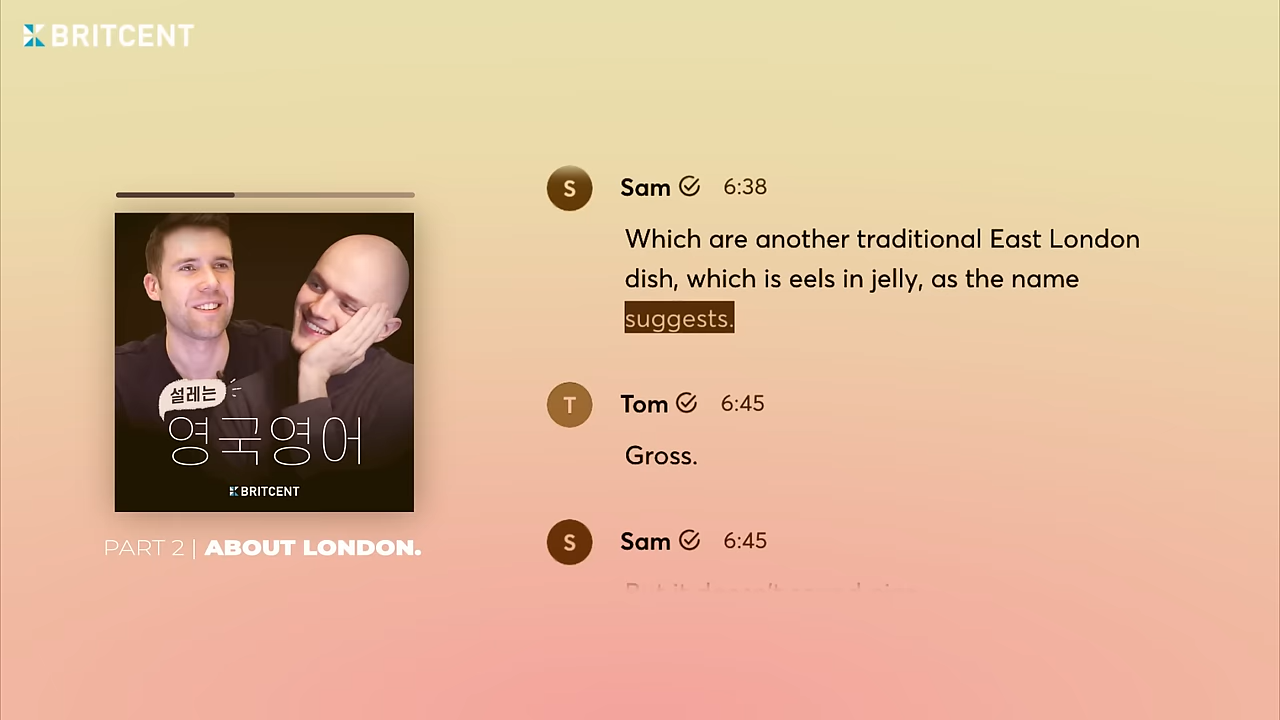 BRITCENT
설레는
영국영어
BRITCENT
PART 2 | ABOUT LONDON.
S
Sam 6:38
Which are another traditional East London
dish, which is eels in jelly, as the name
suggests.
T
Tom 6:45
Gross.
S
Sam 6:45